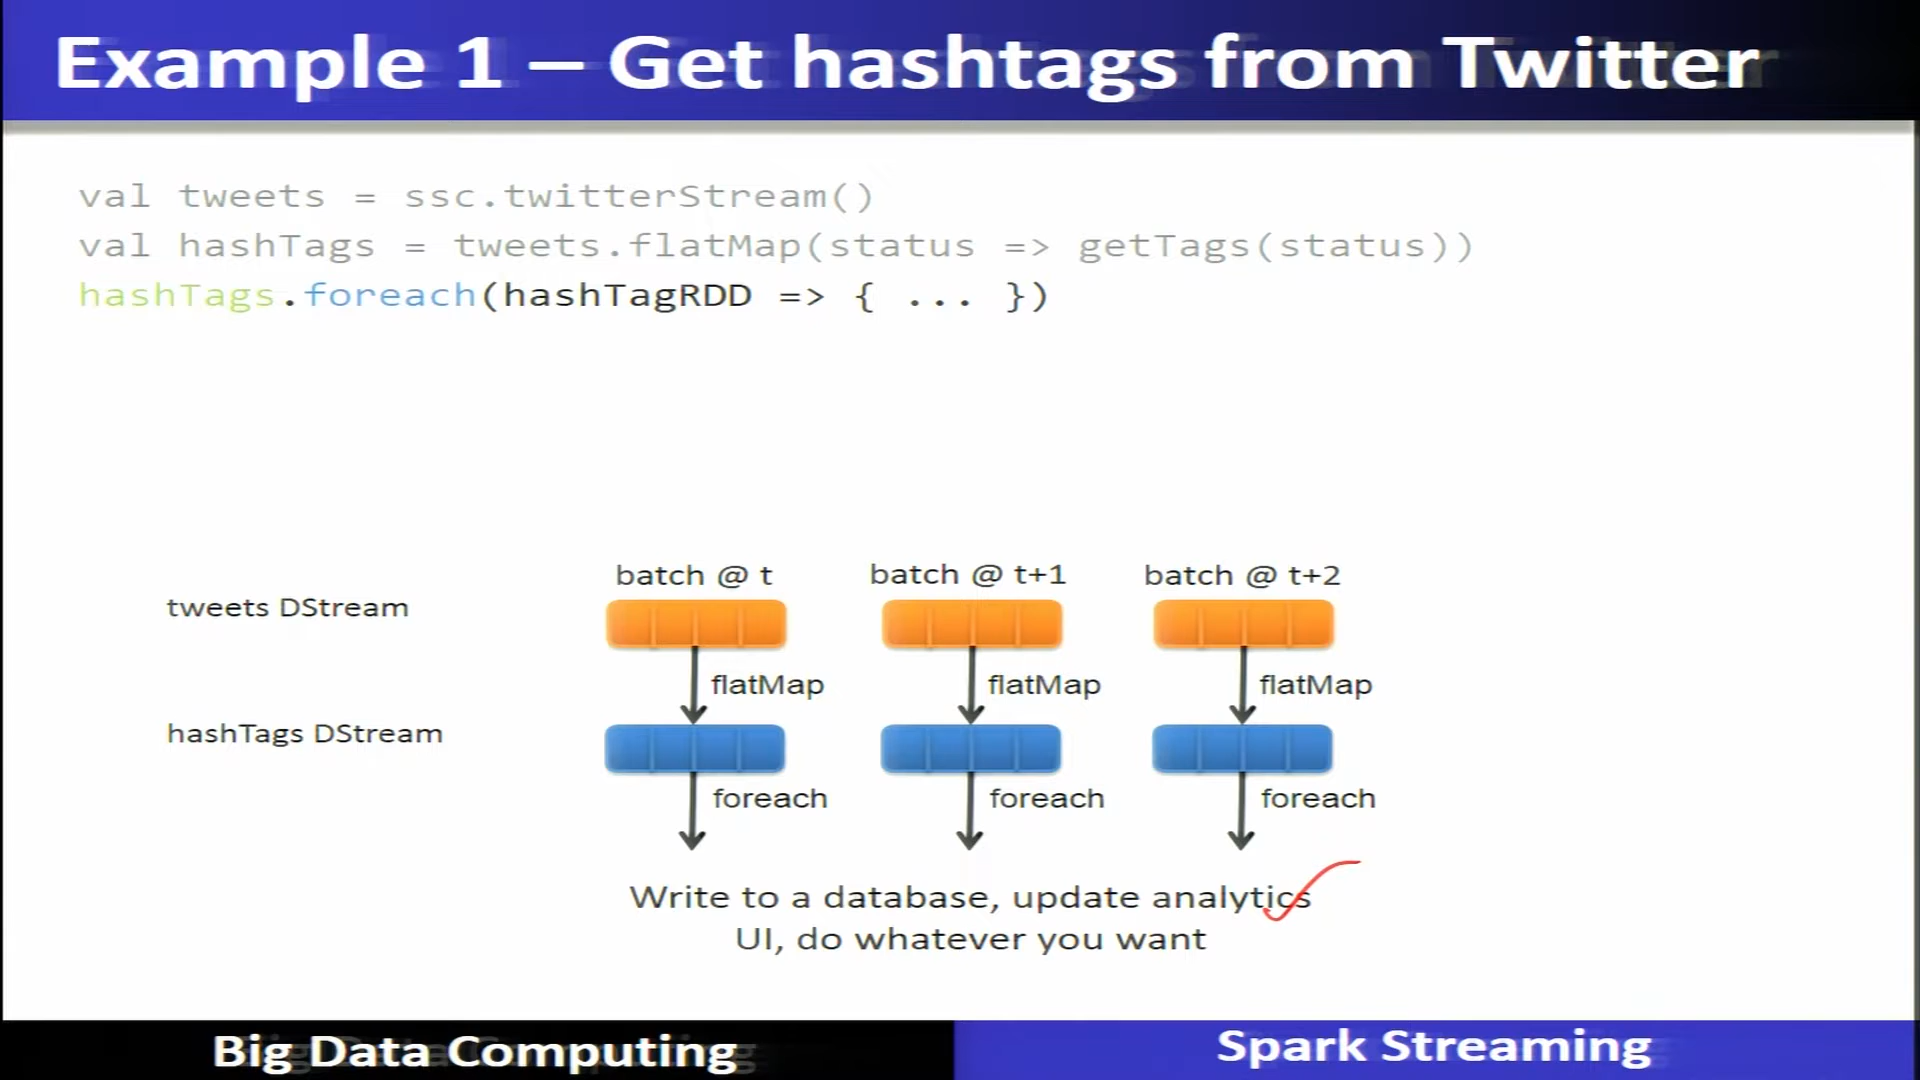 Example 1 – Get hashtags from Twitter
val tweets = ssc.twitterStream()
val hashTags = tweets.flatMap(status => getTags(status))
hashTags.foreach(hashTagRDD => { ... })
batch @ t batch @ t+1 batch @ t+2
tweets DStream
flatMap flatMap flatMap
hashTags DStream
foreach foreach foreach
Write to a database, update analytics
UI, do whatever you want
Big Data Computing Spark Streaming